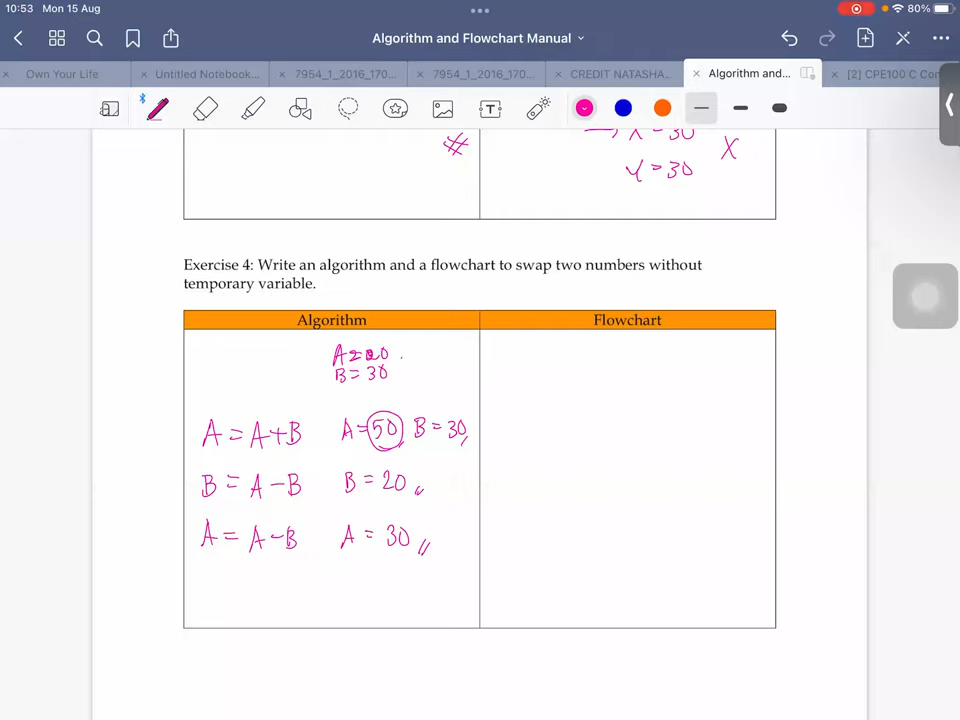 10:53 Mon 15 Aug
80%
Algorithm and Flowchart Manual
Own Your Life
Untitled Notebook...
7954_1_2016_170...
7954_1_2016_170...
CREDIT NATASHA...
Algorithm and...
[2] CPE100 C Con
X = 30
Y = 30
X
Exercise 4: Write an algorithm and a flowchart to swap two numbers without
temporary variable.
Algorithm
Flowchart
A = 20
B = 30
A = A + B A = 50 B = 30
B = A - B B = 20
A = A - B A = 30